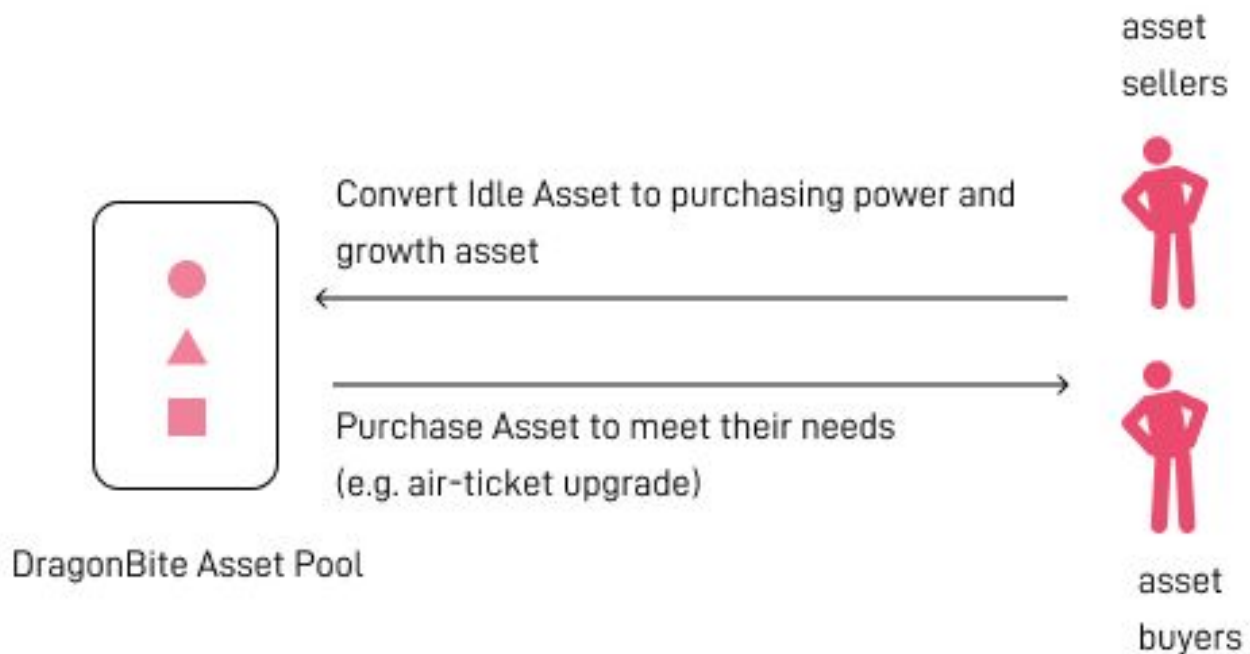 asset
sellers
Convert Idle Asset to purchasing power and
growth asset
Purchase Asset to meet their needs
(e.g. air-ticket upgrade)
DragonBite Asset Pool
asset
buyers